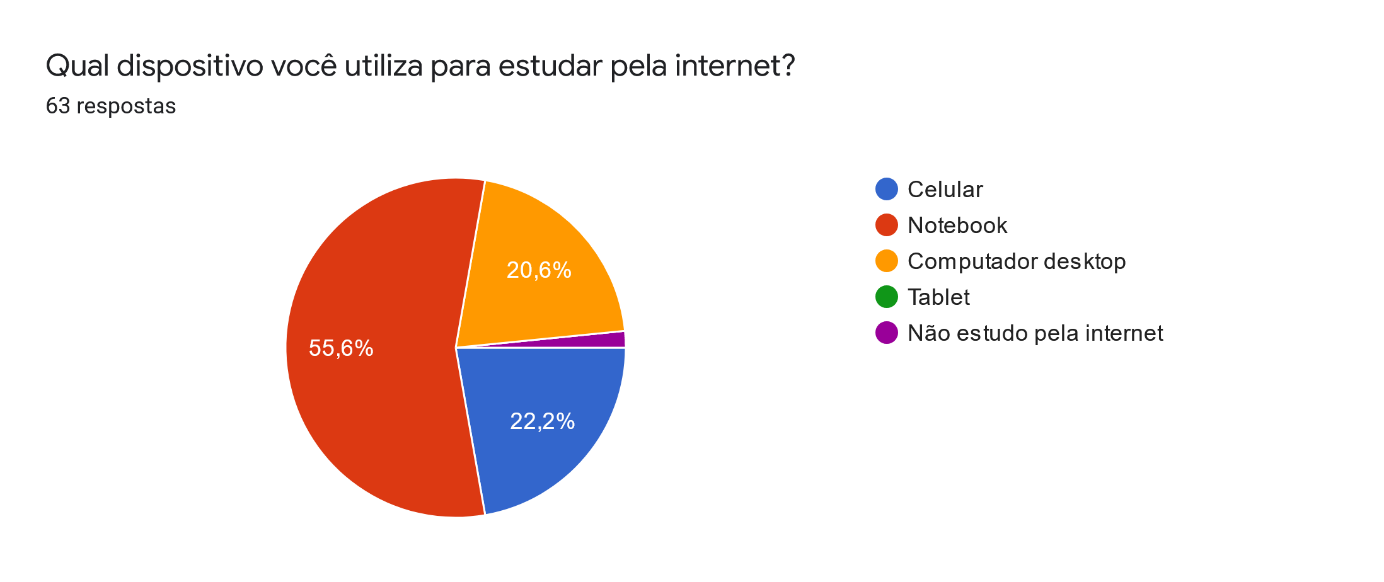 Qual dispositivo você utiliza para estudar pela internet?
63 respostas
Celular
Notebook
Computador desktop
Tablet
Não estudo pela internet
20,6%
55,6%
22,2%